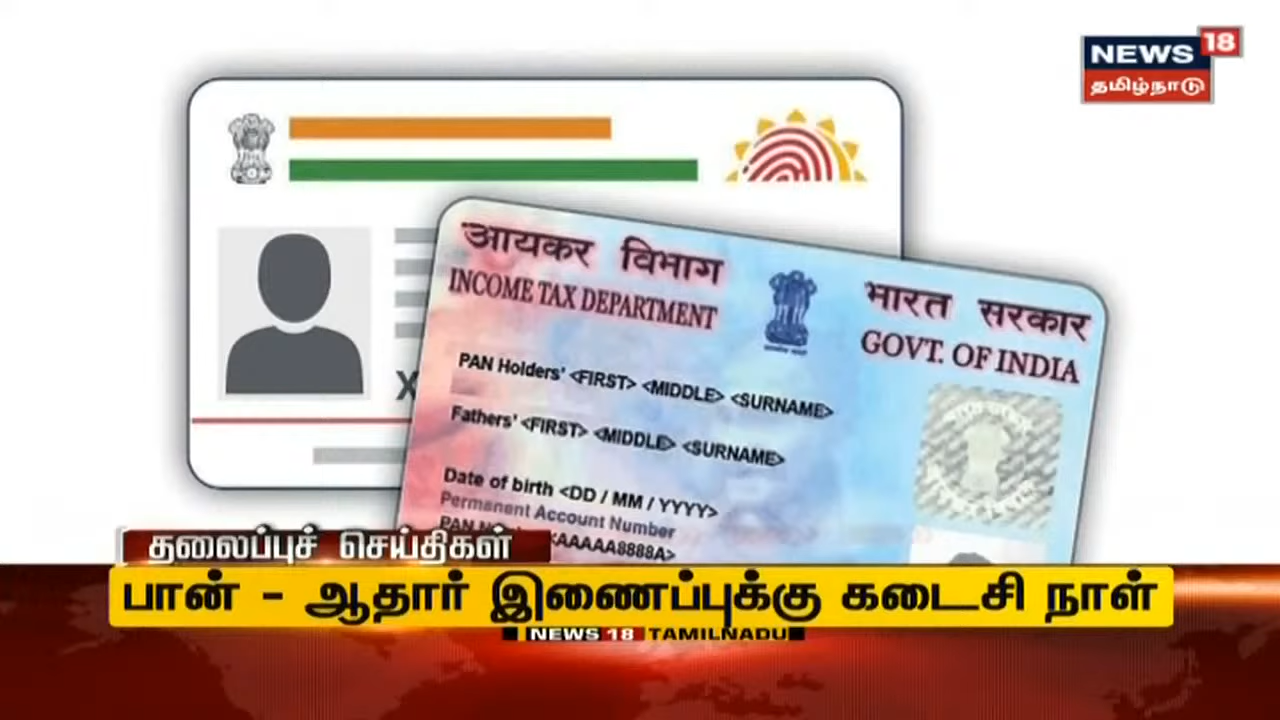 NEWS 18
தமிழ்நாடு
आयकर विभाग
INCOME TAX DEPARTMENT
भारत सरकार
GOVT. OF INDIA
PAN Holders' <FIRST> <MIDDLE> <SURNAME>
Fathers' <FIRST> <MIDDLE> <SURNAME>
Date of birth <DD / MM / YYYY>
Permanent Account Number
PAN
AAAAA8888A>
தலைப்புச் செய்திகள்
பான் - ஆதார் இணைப்புக்கு கடைசி நாள்
NEWS 18 TAMILNADU